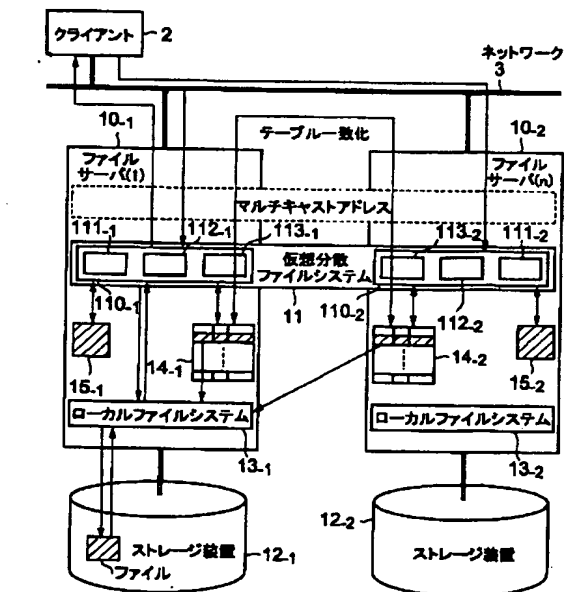 クライアント
2
ネットワーク
3
10-1
10-2
テーブル一致化
ファイル
サーバ(1)
ファイル
サーバ(n)
マルチキャストアドレス
111-1
112-1
113-1
113-2
111-2
仮想分散
ファイルシステム
110-1
11
110-2
112-2
14-1
14-2
15-1
15-2
ローカルファイルシステム
ローカルファイルシステム
13-1
13-2
12-1
12-2
ストレージ装置
ストレージ装置
ファイル